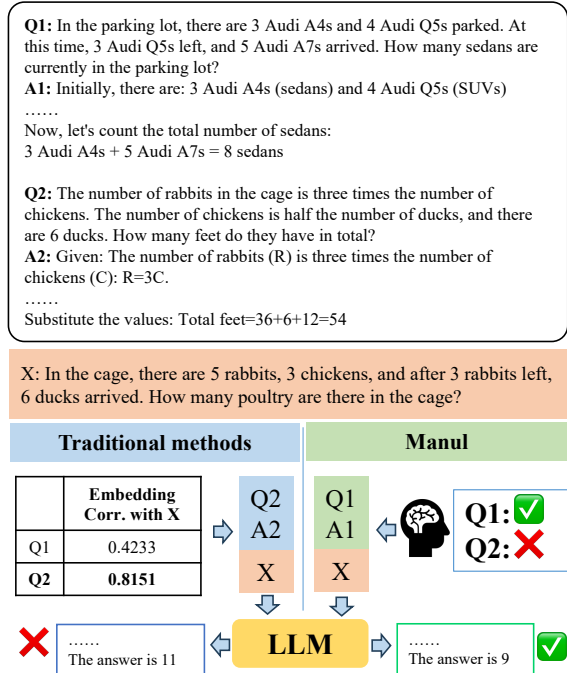 Q1: In the parking lot, there are 3 Audi A4s and 4 Audi Q5s parked. At
this time, 3 Audi Q5s left, and 5 Audi A7s arrived. How many sedans are
currently in the parking lot?
A1: Initially, there are: 3 Audi A4s (sedans) and 4 Audi Q5s (SUVs)
……
Now, let's count the total number of sedans:
3 Audi A4s + 5 Audi A7s = 8 sedans
Q2: The number of rabbits in the cage is three times the number of
chickens. The number of chickens is half the number of ducks, and there
are 6 ducks. How many feet do they have in total?
A2: Given: The number of rabbits (R) is three times the number of
chickens (C): R=3C.
……
Substitute the values: Total feet=36+6+12=54
X: In the cage, there are 5 rabbits, 3 chickens, and after 3 rabbits left,
6 ducks arrived. How many poultry are there in the cage?
Traditional methods
Manul
Embedding
Corr. with X
Q1 0.4233
Q2 0.8151
Q2
A2
X
Q1
A1
X
Q1:
Q2:
LLM
……
The answer is 11
……
The answer is 9